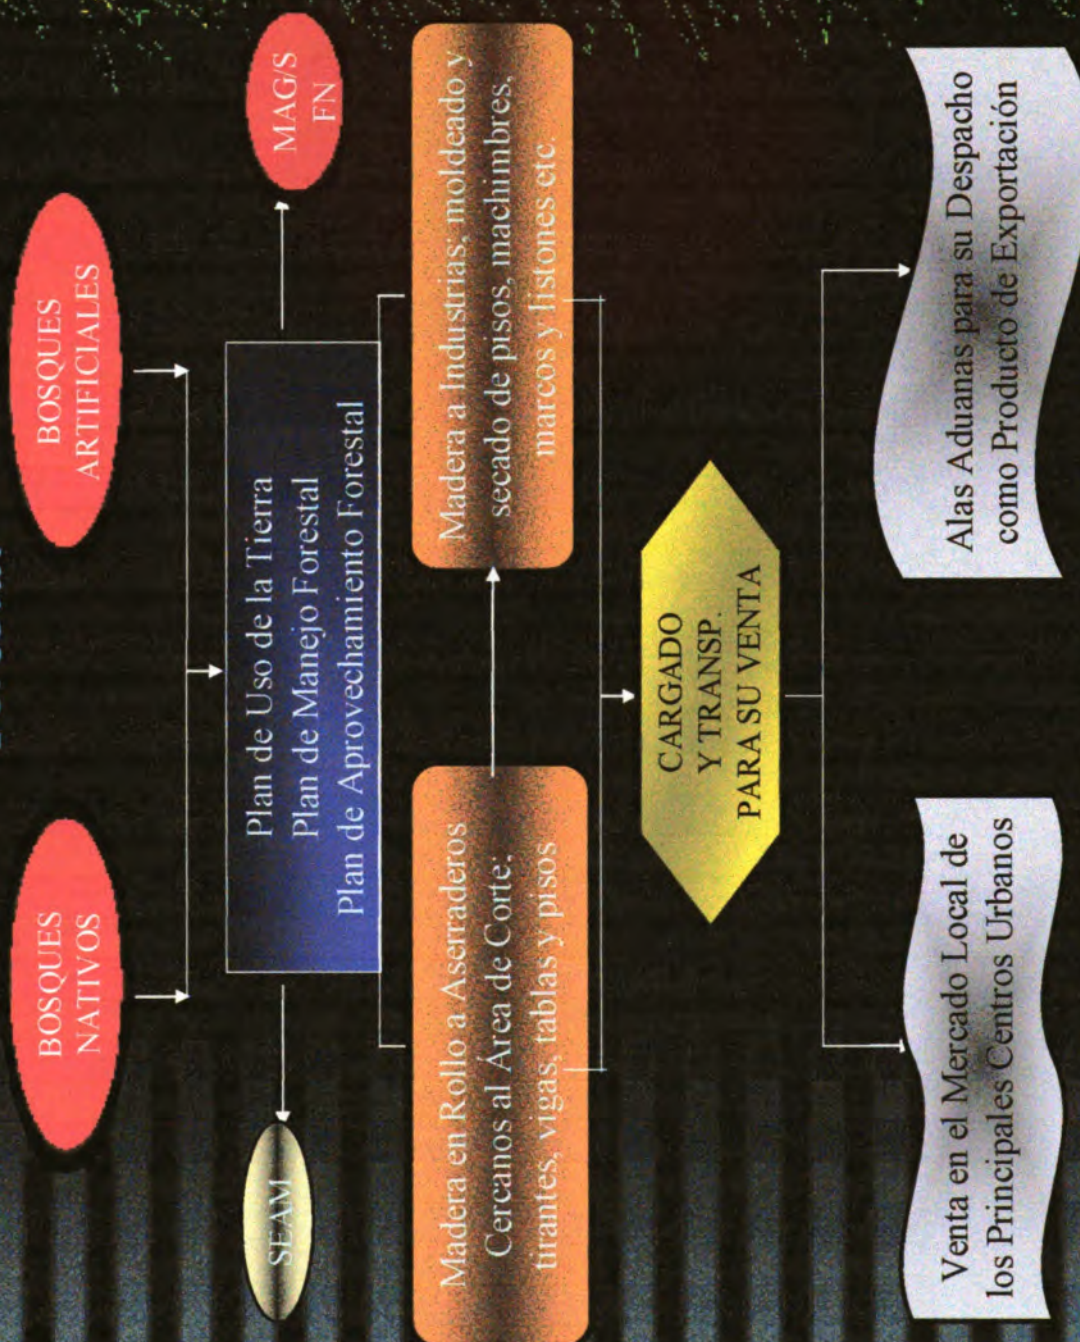 BOSQUES
NATIVOS
BOSQUES
ARTIFICIALES
SEAM
Plan de Uso de la Tierra
Plan de Manejo Forestal
Plan de Aprovechamiento Forestal
MAG/S
FN
Madera en Rollo a Aserraderos
Cercanos al Área de Corte:
tirantes, vigas, tablas y pisos
Madera a Industrias; moldeado y
secado de pisos, machimbres,
marcos y listones etc.
CARGADO
Y TRANSP.
PARA SU VENTA
Venta en el Mercado Local de
los Principales Centros Urbanos
Alas Aduanas para su Despacho
como Producto de Exportación